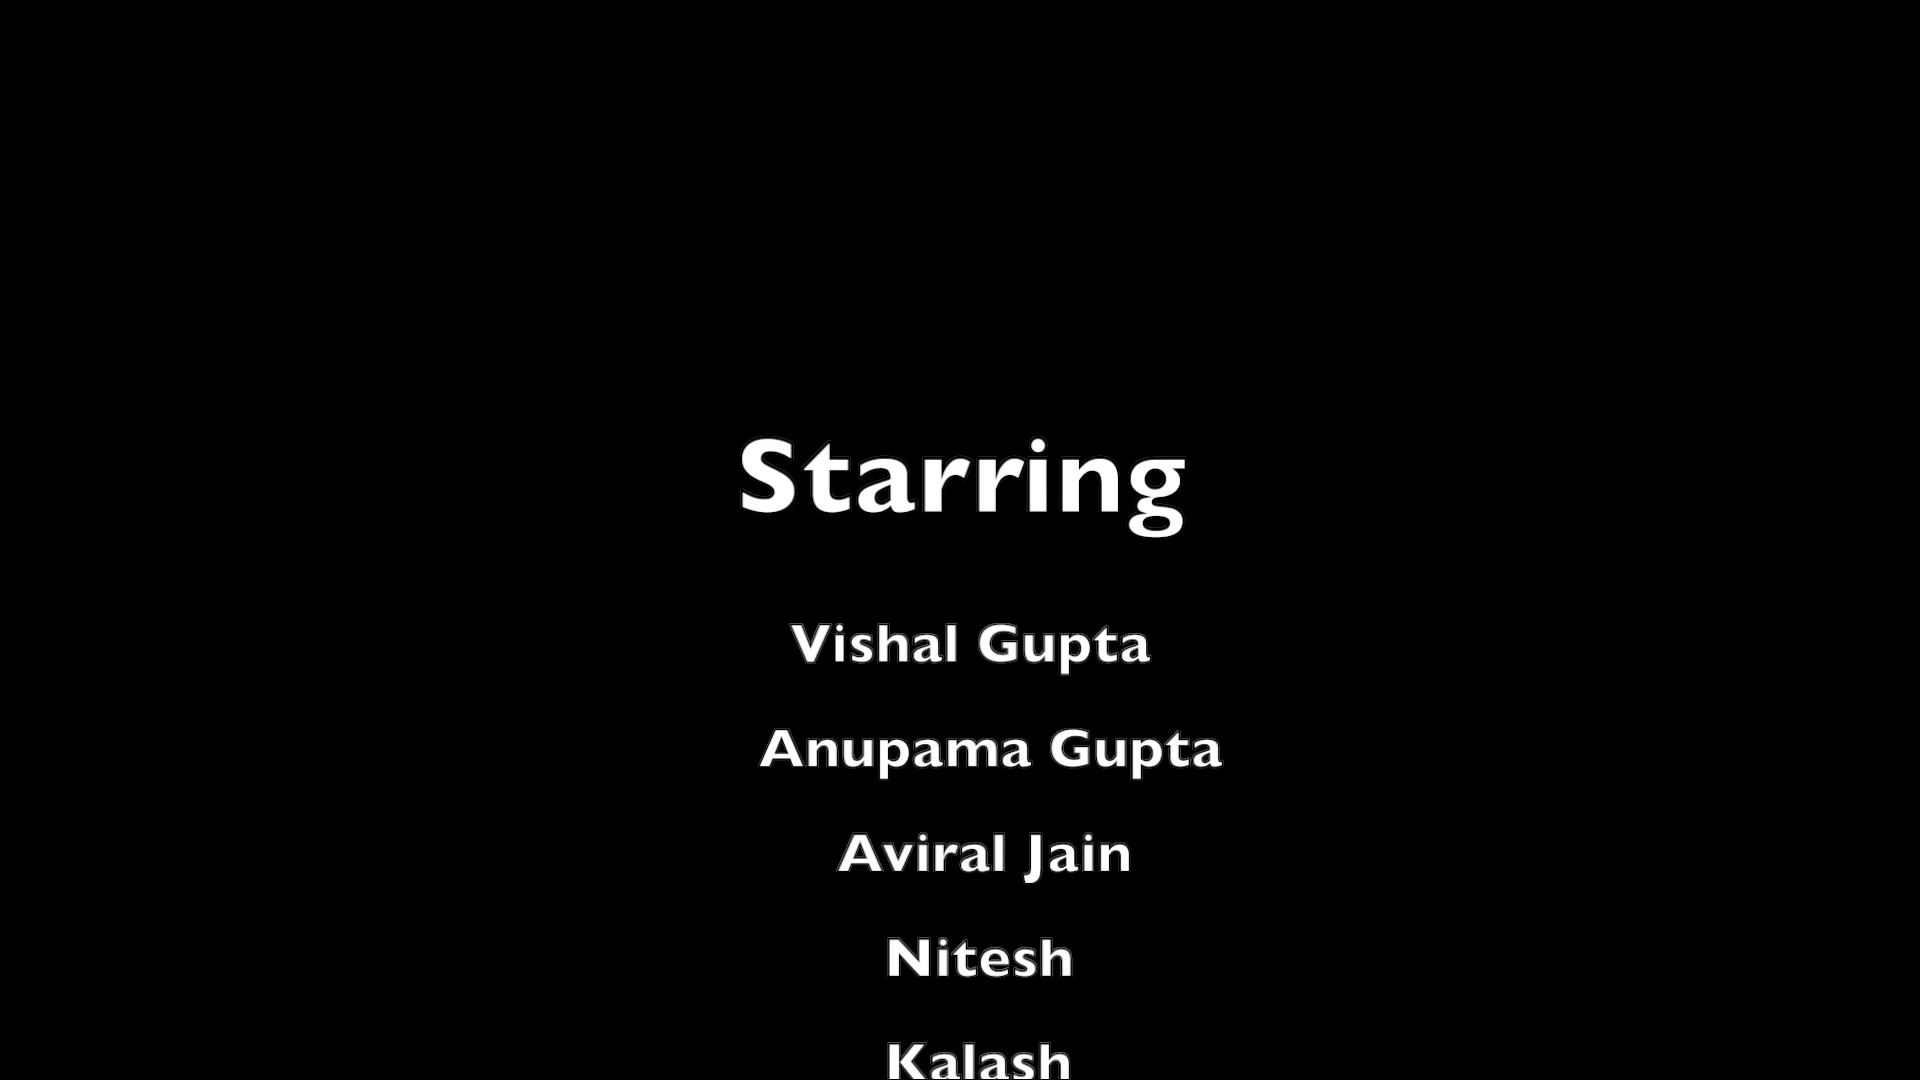 Starring
Vishal Gupta
Anupama Gupta
Aviral Jain
Nitesh
Kalash